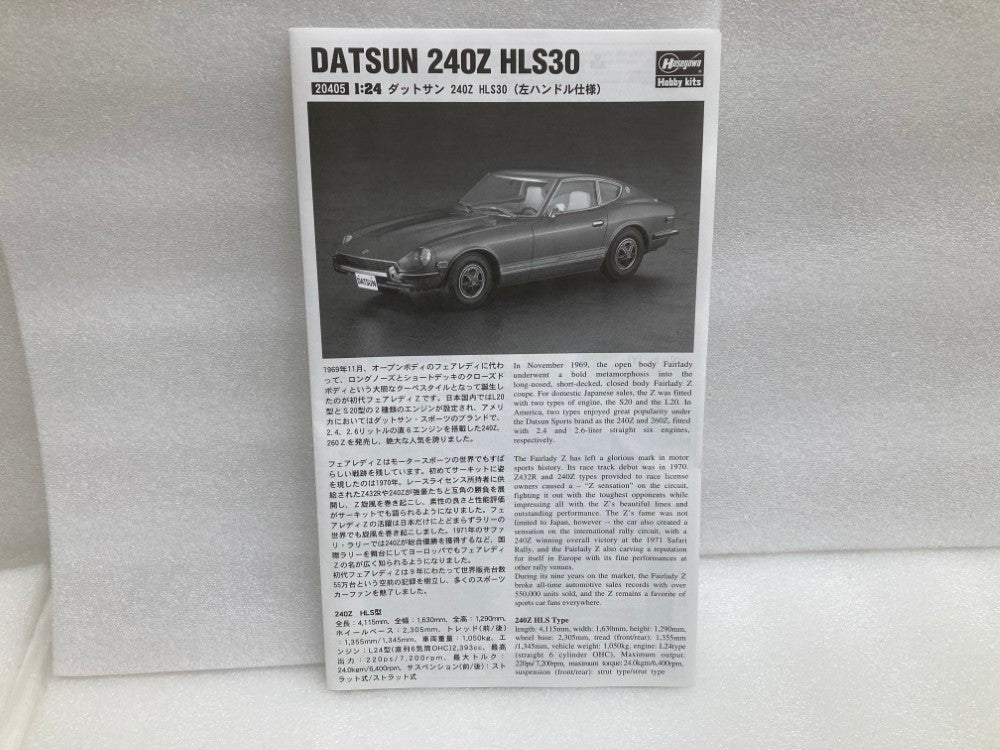 DATSUN 240Z HLS30
Hasegawa
Hobby kits
20405 1:24 ダットサン 240Z HLS30 (左ハンドル仕様)
DATSUN
1969年11月、オープンボディのフェアレディに代わ
って、ロングノーズとショートデッキのクローズド
ボディという大胆なクーペスタイルとなって誕生し
たのが初代フェアレディZです。日本国内ではL20
型とS20型の2種類のエンジンが設定され、アメリ
カにおいてはダットサン・スポーツのブランドで、
2.4、2.6リットルの直6エンジンを搭載した240Z、
260Zを発売し、絶大な人気を誇りました。
フェアレディZはモータースポーツの世界でもすば
らしい戦跡を残しています。初めてサーキットに姿
を現したのは1970年。レースライセンス所持者に供
給されたZ432Rや240Zが強豪たちと互角の勝負を展
開し、Z旋風を巻き起こし、素性の良さと性能評価
がサーキットでも語られるようになりました。フェ
アレディZの活躍は日本だけにとどまらずラリーの
世界でも旋風を巻き起こしました。1971年のサファ
リ・ラリーでは240Zが総合優勝を獲得するなど、国
際ラリーを舞台にしてヨーロッパでもフェアレディ
Zの名が広く知られるようになりました。
初代フェアレディZは9年にわたって世界販売台数
55万台という空前の記録を樹立し、多くのスポーツ
カーファンを魅了しました。
240Z HLS型
全長:4,115mm、全幅:1,630mm、全高:1,290mm、
ホイールベース:2,305mm、トレッド(前/後)
:1,355mm/1,345mm、車両重量:1,050kg、エ
ンジン:L24型(直列6気筒OHC)2,393cc、最高
出力:220ps/7,200rpm、最大トルク:
24.0kgm/6,400rpm、サスペンション(前/後):スト
ラット式/ストラット式
In November 1969, the open body Fairlady
underwent a bold metamorphosis into the
long-nosed, short-decked, closed body Fairlady Z
coupe. For domestic Japanese sales, the Z was fitted
with two types of engine, the S20 and the L20. In
America, two types enjoyed great popularity under
the Datsun Sports brand as the 240Z and 260Z, fitted
with 2.4 and 2.6-liter straight six engines,
respectively.
The Fairlady Z has left a glorious mark in motor
sports history. Its race track debut was in 1970.
Z432R and 240Z types provided to race license
owners caused a – "Z sensation" on the circuit,
fighting it out with the toughest opponents while
impressing all with the Z's beautiful lines and
outstanding performance. The Z's fame was not
limited to Japan, however -- the car also created a
sensation on the international rally circuit, with a
240Z winning overall victory at the 1971 Safari
Rally, and the Fairlady Z also carving a reputation
for itself in Europe with its fine performances at
other rally venues.
During its nine years on the market, the Fairlady Z
broke all-time automotive sales records with over
550,000 units sold, and the Z remains a favorite of
sports car fans everywhere.
240Z HLS Type
length: 4,115mm, width: 1,630mm, height: 1,290mm,
wheel base: 2,305mm, tread (front/rear): 1,355mm
/1,345mm, vehicle weight: 1,050kg, engine: L24type
(straight 6 cylinder OHC), Maximum output:
220ps/ 7,200rpm, maximum torque: 24.0kgm/6,400rpm,
suspension (front/rear): strut type/strut type